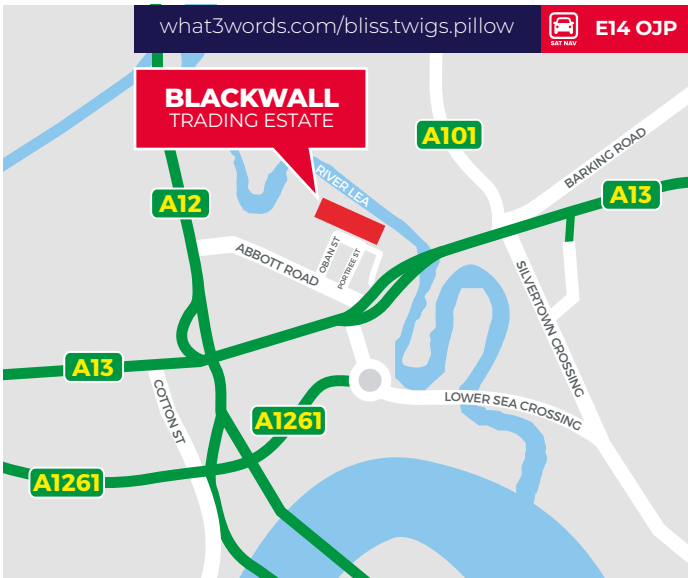 what3words.com/bliss.twigs.pillow
SAT NAV
E14 OJP
BLACKWALL
TRADING ESTATE
A101
BARKING ROAD
RIVER LEA
A13
A12
OBAN ST
PORTREE ST
ABBOTT ROAD
SILVERTOWN CROSSING
A13
COTTON ST
LOWER SEA CROSSING
A1261
A1261